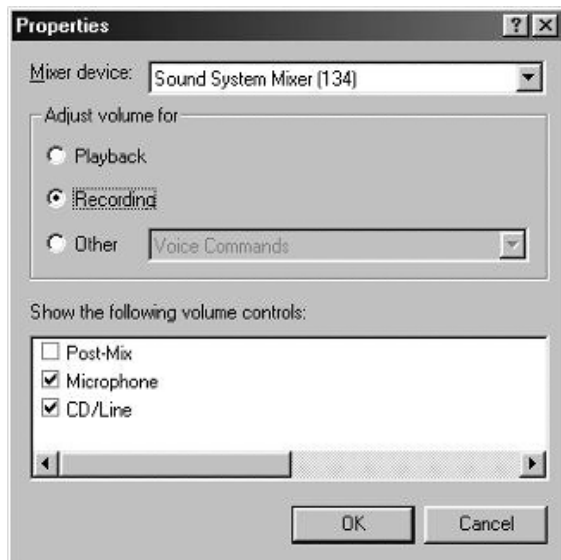 Properties
Mixer device: Sound System Mixer (134)
Adjust volume for
Playback
Recording
Other Voice Commands
Show the following volume controls:
Post-Mix
Microphone
CD/Line
OK Cancel